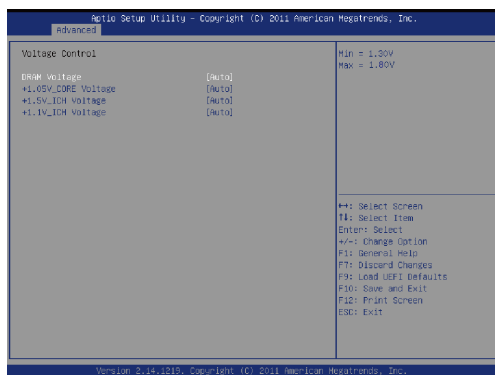 Aptio Setup Utility – Copyright (C) 2011 American Megatrends, Inc.
Advanced
Voltage Control
DRAM Voltage [Auto]
+1.05V_CORE Voltage [Auto]
+1.5V_ICH Voltage [Auto]
+1.1V_ICH Voltage [Auto]
Min = 1.30V
Max = 1.80V
↔: Select Screen
↑↓: Select Item
Enter: Select
+/-: Change Option
F1: General Help
F7: Discard Changes
F9: Load UEFI Defaults
F10: Save and Exit
F12: Print Screen
ESC: Exit
Version 2.14.1219. Copyright (C) 2011 American Megatrends, Inc.